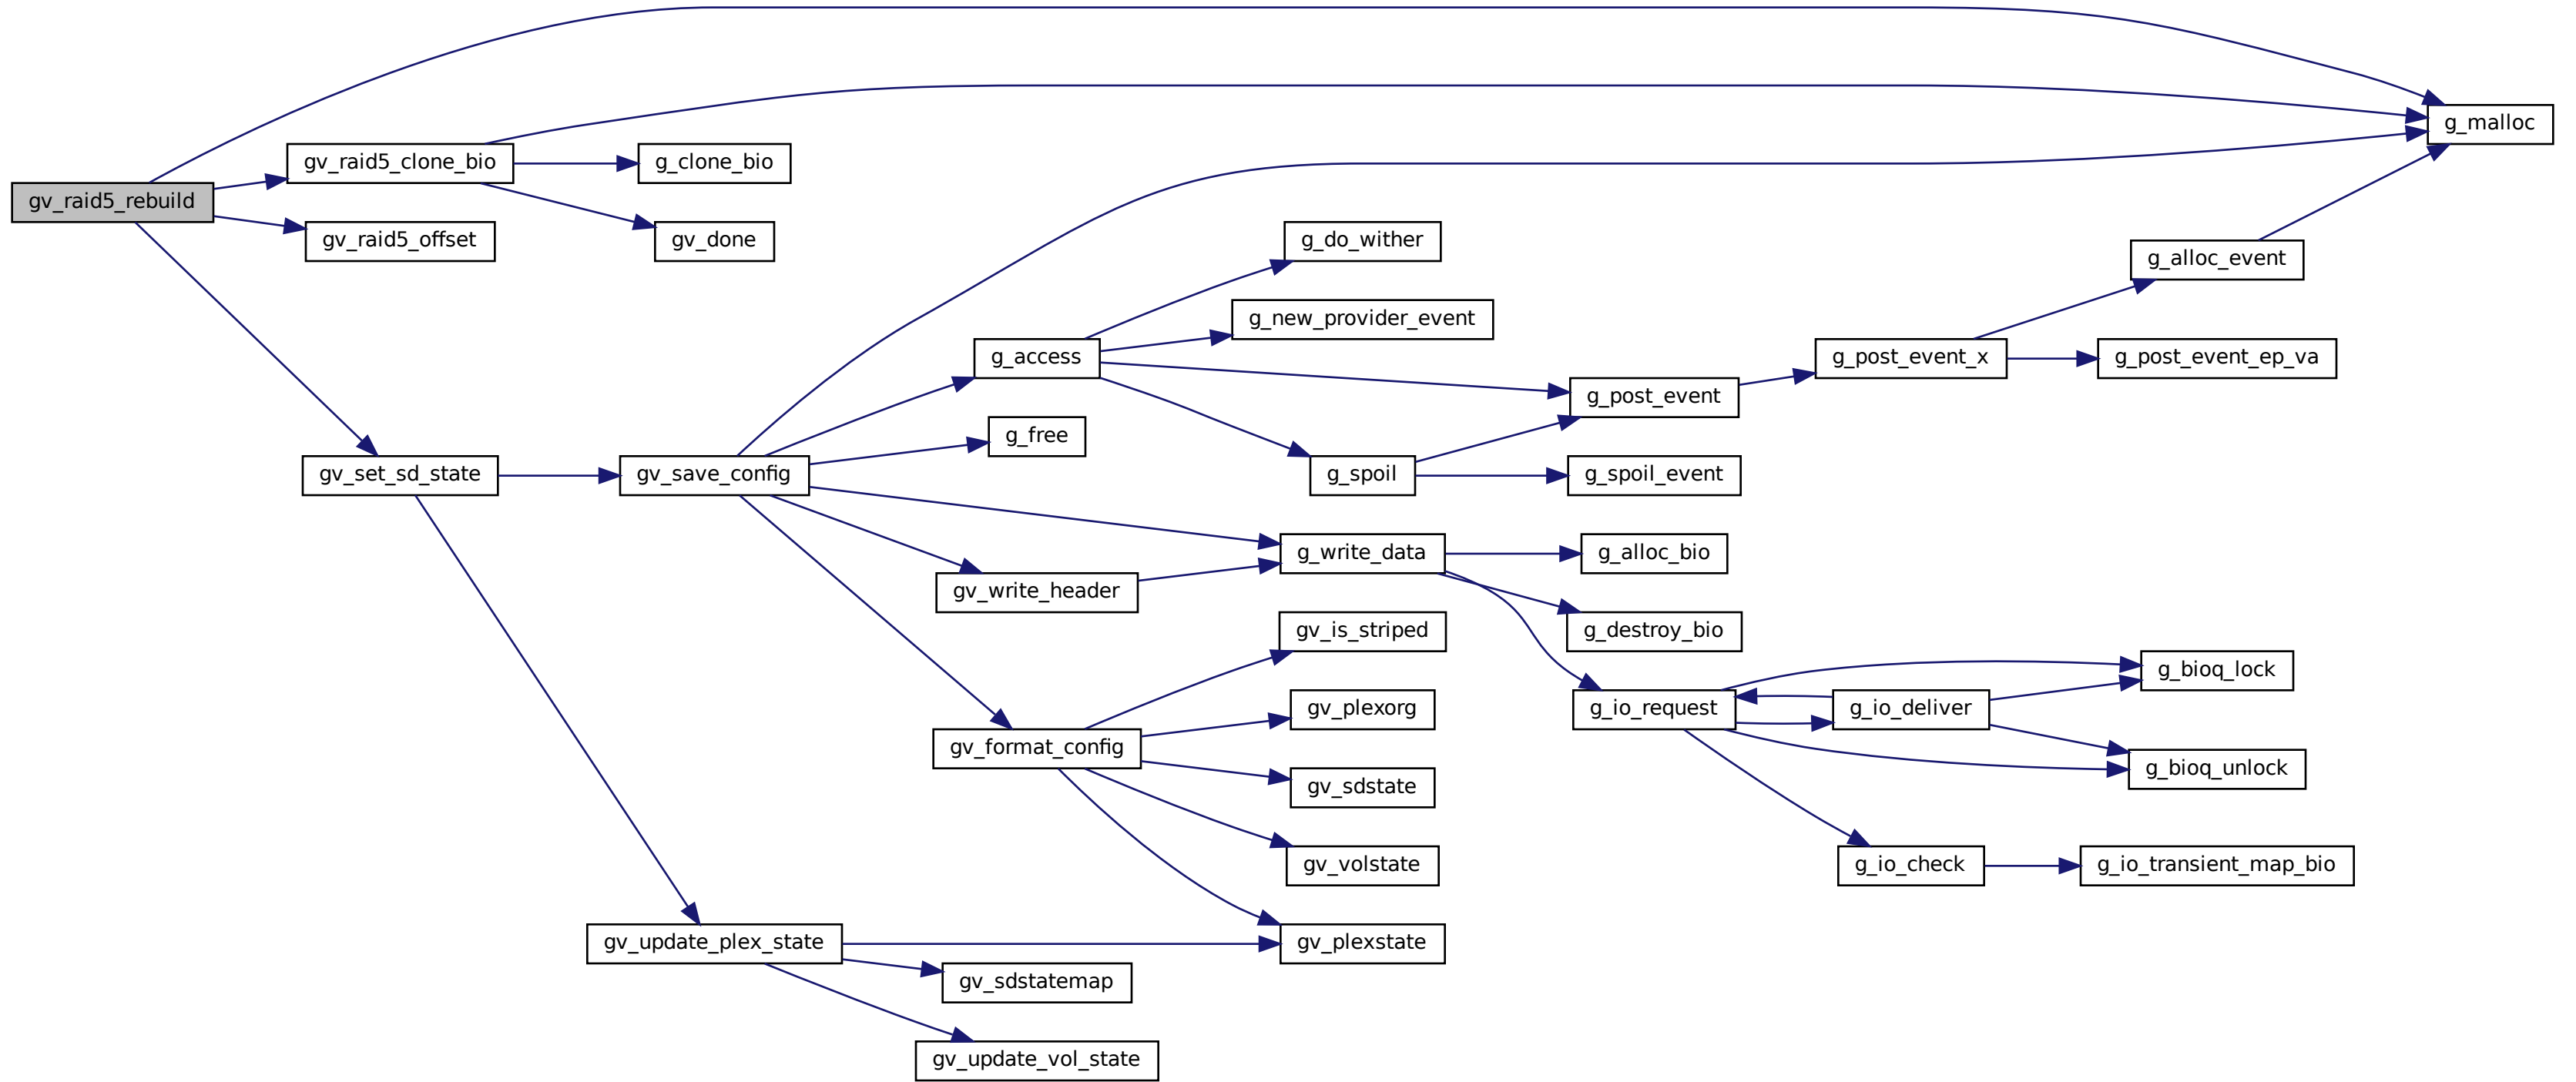 gv_raid5_rebuild
gv_raid5_clone_bio
gv_raid5_offset
gv_set_sd_state
g_clone_bio
gv_done
gv_save_config
gv_update_plex_state
g_access
g_free
gv_write_header
gv_format_config
gv_sdstatemap
gv_update_vol_state
g_do_wither
g_new_provider_event
g_spoil
g_write_data
gv_is_striped
gv_plexorg
gv_sdstate
gv_volstate
gv_plexstate
g_post_event
g_spoil_event
g_alloc_bio
g_destroy_bio
g_io_request
g_post_event_x
g_io_deliver
g_io_check
g_alloc_event
g_post_event_ep_va
g_bioq_lock
g_bioq_unlock
g_io_transient_map_bio
g_malloc